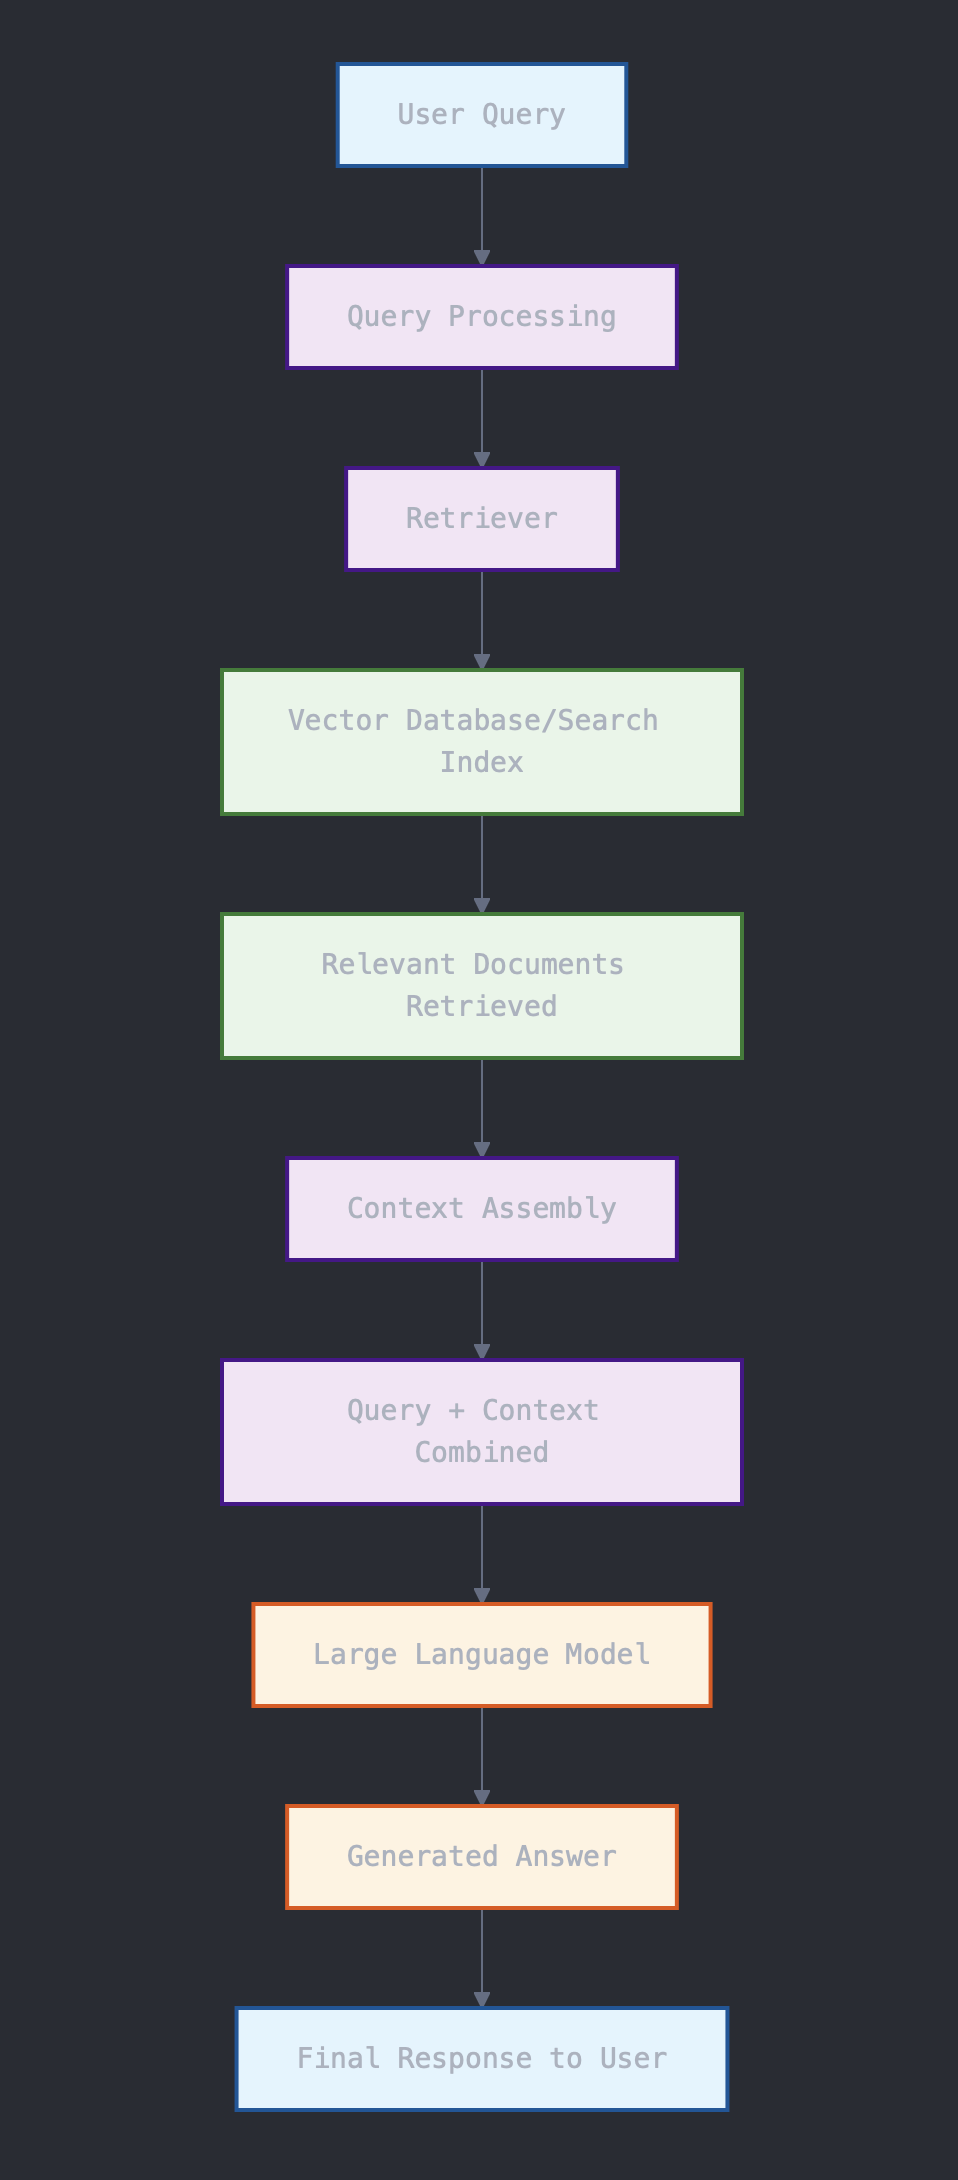 User Query
Query Processing
Retriever
Vector Database/Search
Index
Relevant Documents
Retrieved
Context Assembly
Query + Context
Combined
Large Language Model
Generated Answer
Final Response to User